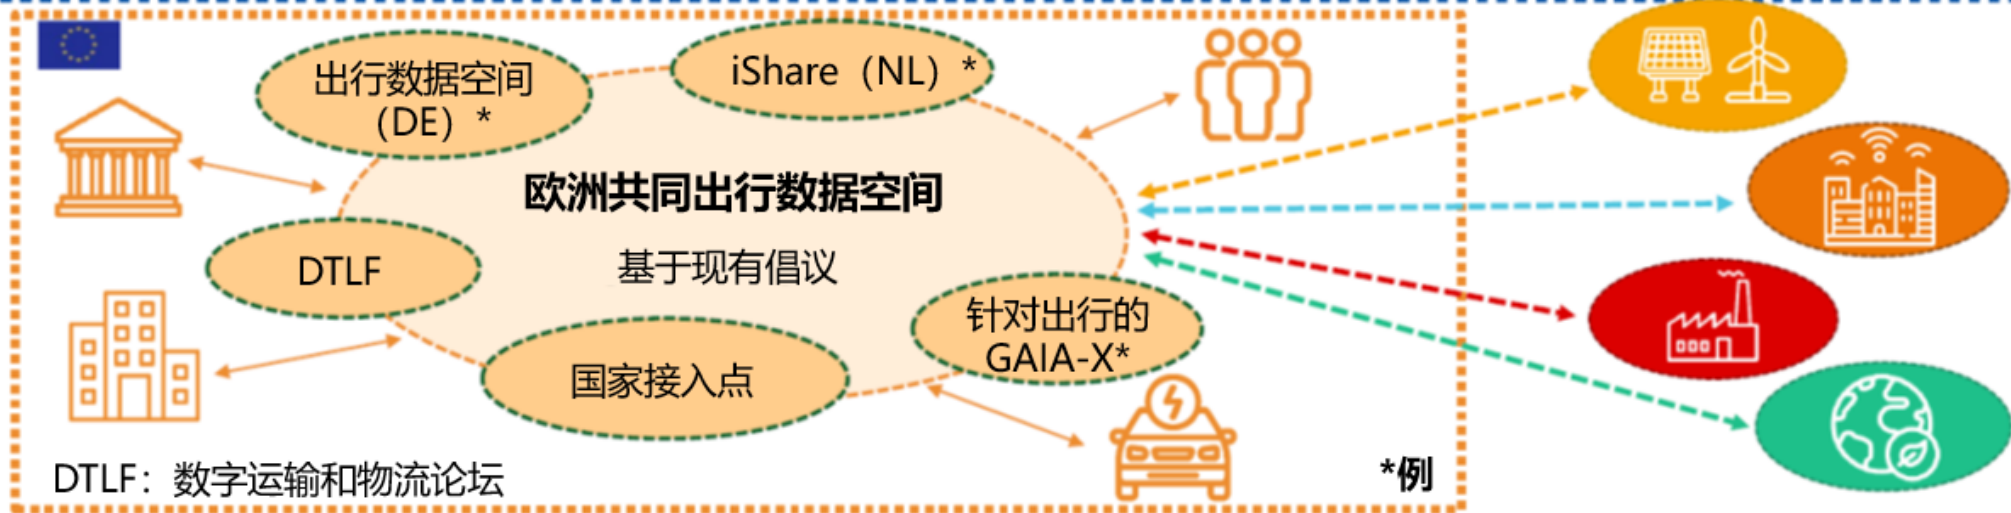 出行数据空间
（DE）*
iShare（NL）*
欧洲共同出行数据空间
基于现有倡议
DTLF
针对出行的
GAIA-X*
国家接入点
DTLF：数字运输和物流论坛
*例